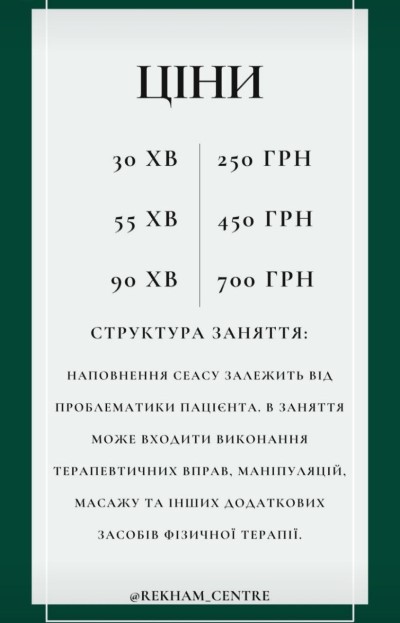 ЦІНИ
30 ХВ 250 ГРН
55 ХВ 450 ГРН
90 ХВ 700 ГРН
СТРУКТУРА ЗАНЯТТЯ:
НАПОВНЕННЯ СЕАСУ ЗАЛЕЖИТЬ ВІД
ПРОБЛЕМАТИКИ ПАЦІЄНТА. В ЗАНЯТТЯ
МОЖЕ ВХОДИТИ ВИКОНАННЯ
ТЕРАПЕВТИЧНИХ ВПРАВ, МАНІПУЛЯЦІЙ,
МАСАЖУ ТА ІНШИХ ДОДАТКОВИХ
ЗАСОБІВ ФІЗИЧНОЇ ТЕРАПІЇ.
@REKHAM_CENTRE